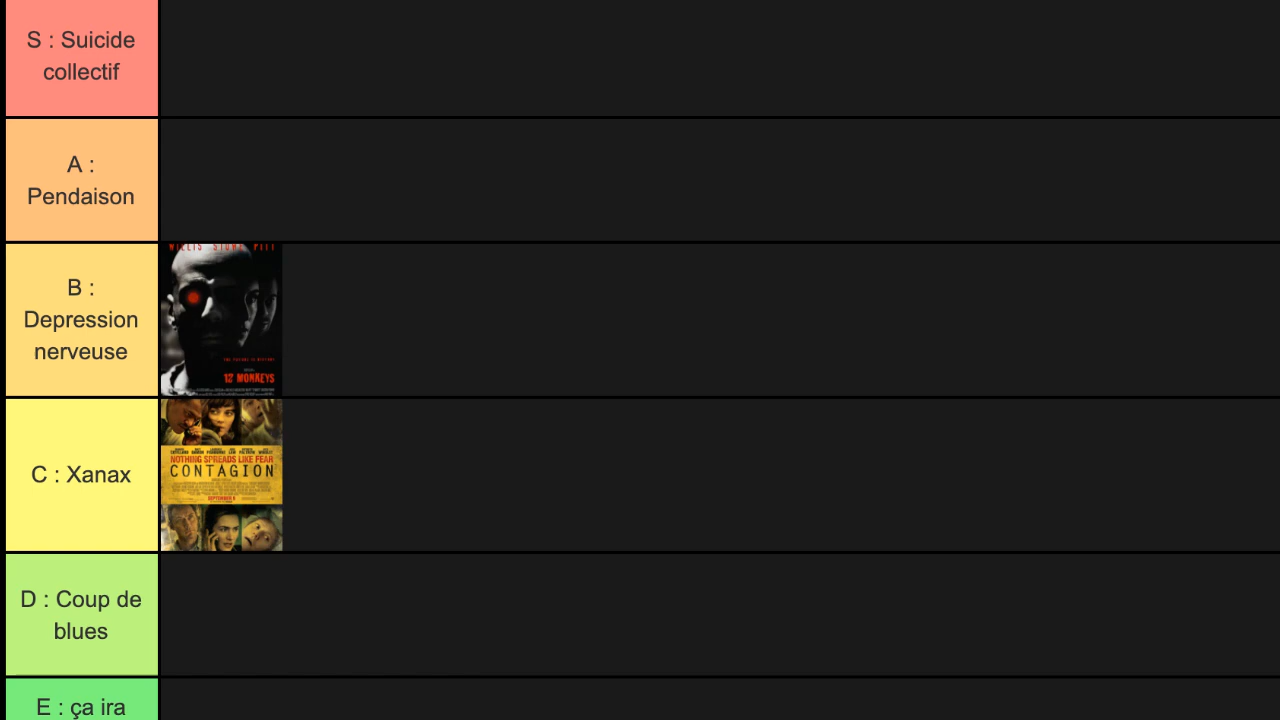 S : Suicide
collectif
A :
Pendaison
WILLIS STOWE PITT
B :
Depression
nerveuse
12 MONKEYS
C : Xanax
NOTHING SPREADS LIKE FEAR
CONTAGION
D : Coup de
blues
E : ça ira